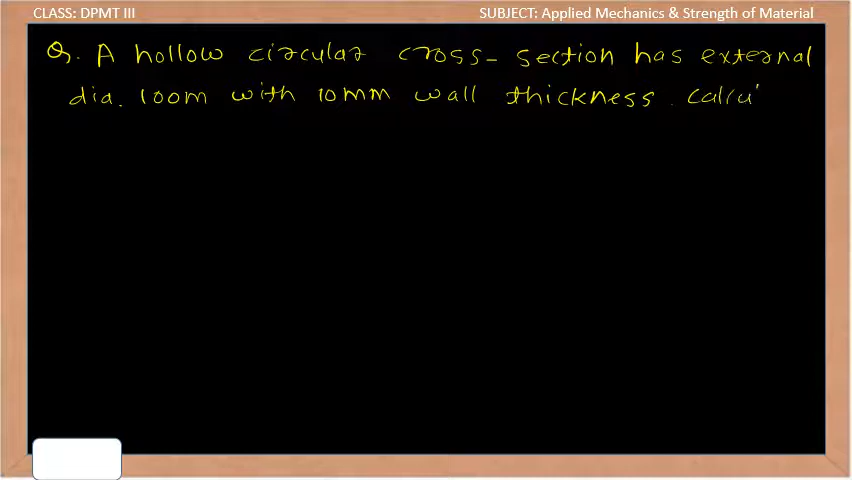 CLASS: DPMT III
SUBJECT: Applied Mechanics & Strength of Material
Q. A hollow circular cross-section has external
dia. 100m with 10mm wall thickness. calcu